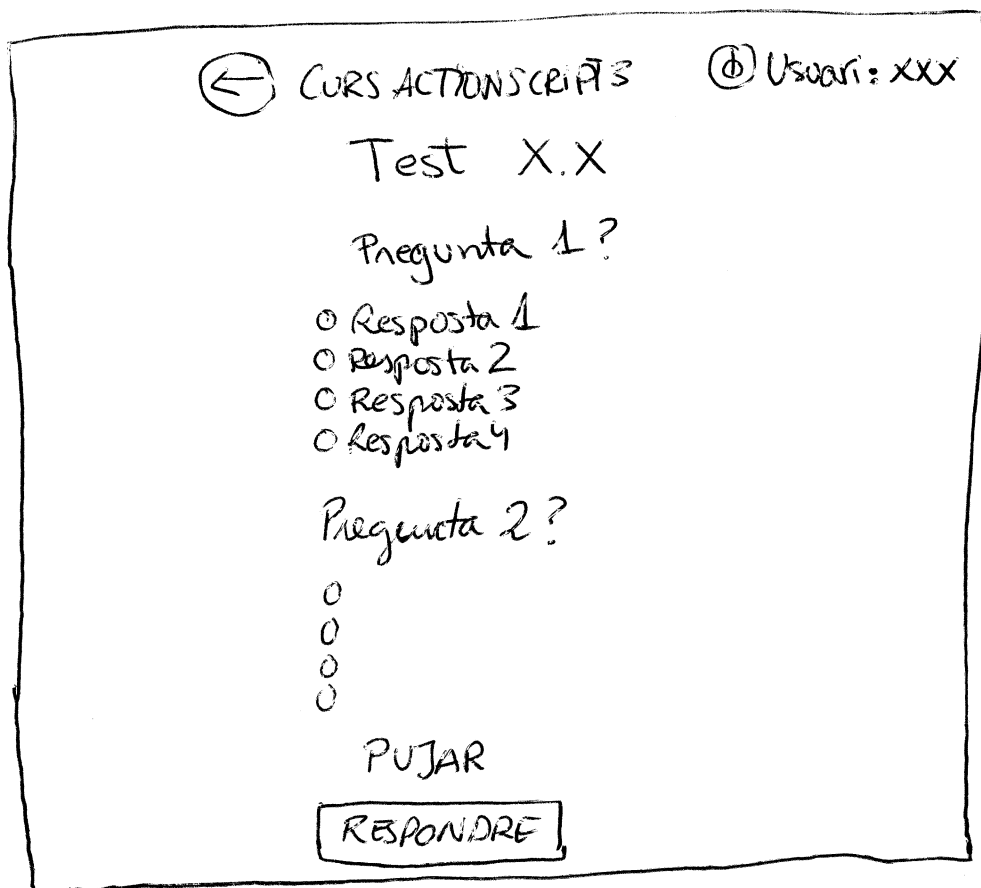 CURS ACTIONSCRIPT3 Usuari: xxx
Test X.X
Pregunta 1?
Resposta 1
Resposta 2
Resposta 3
Resposta 4
Pregunta 2?
PUJAR
RESPONDRE